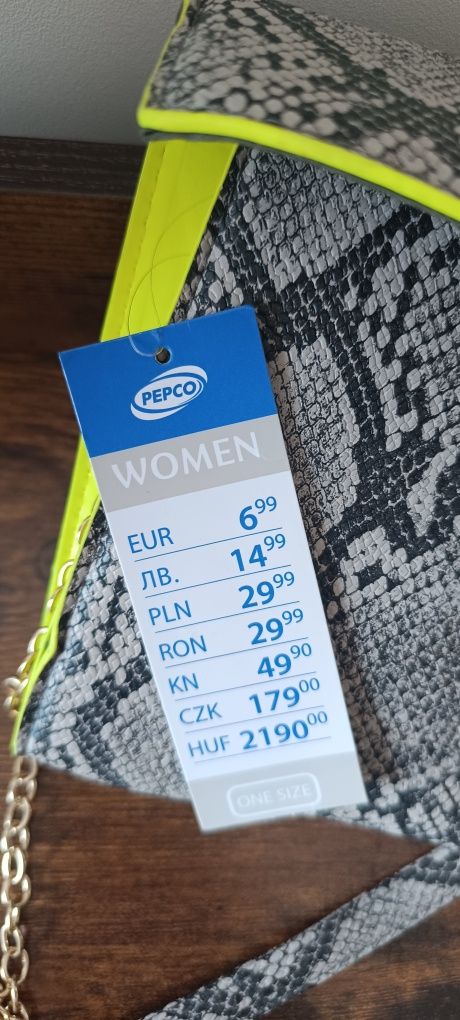 PEPCO
WOMEN
EUR 6⁹⁹
ЛВ. 14⁹⁹
PLN 29⁹⁹
RON 29⁹⁹
KN 49⁹⁰
CZK 179⁰⁰
HUF 2190⁰⁰
ONE SIZE